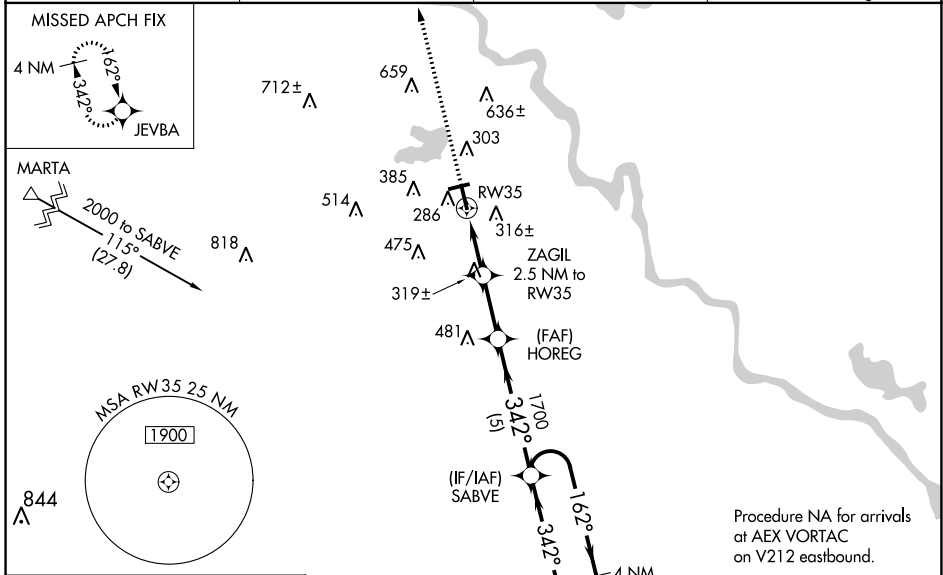 MISSED APCH FIX
4 NM
162°
342°
JEVBA
MARTA
2000 to SABVE
115°
(27.8)
712±
659
636±
303
385
514
286
RW35
316±
818
475
ZAGIL
2.5 NM to
RW35
319±
481
(FAF)
HOREG
MSA RW35 25 NM
1900
1700
342°
(5)
(IF/IAF)
SABVE
162°
342°
4 NM
844
Procedure NA for arrivals
at AEX VORTAC
on V212 eastbound.